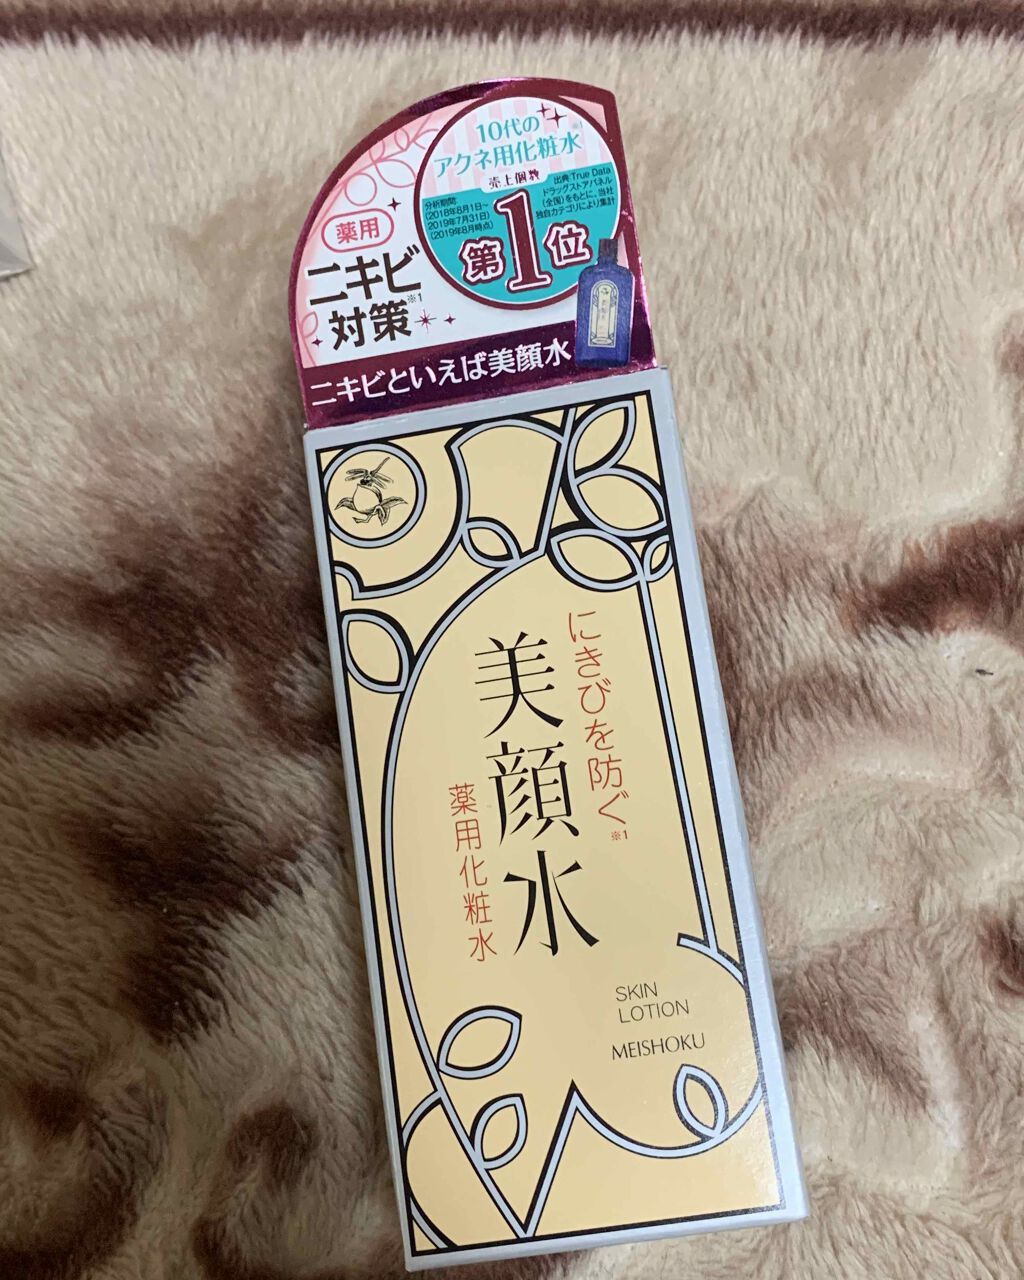 10代の
アクネ用化粧水※1
売上個数
第1位
分析期間:
(2018年8月1日~
2019年7月31日)
(2019年8月時点)
出典:True Data
ドラッグストアパネル
(全国)をもとに、当社
独自カテゴリにより集計
薬用
ニキビ
対策※1
ニキビといえば美顔水
にきびを防ぐ※1
美顔水
薬用化粧水
SKIN
LOTION
MEISHOKU